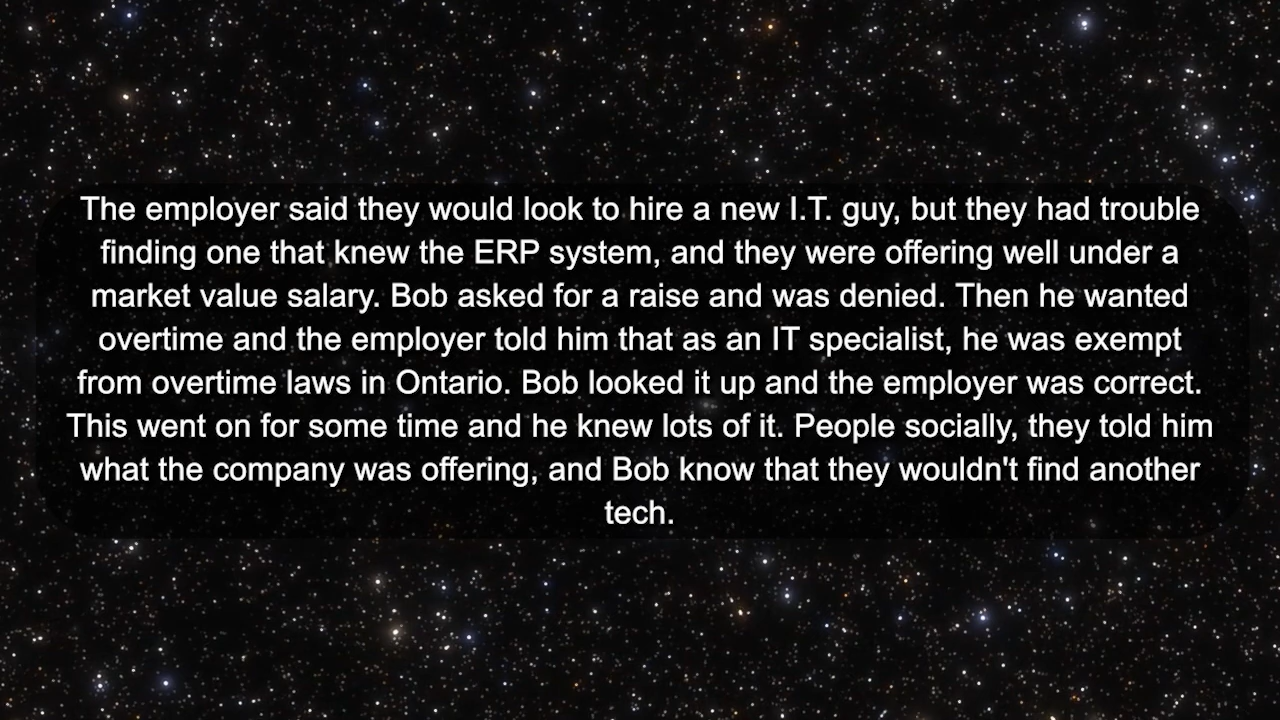 The employer said they would look to hire a new I.T. guy, but they had trouble
finding one that knew the ERP system, and they were offering well under a
market value salary. Bob asked for a raise and was denied. Then he wanted
overtime and the employer told him that as an IT specialist, he was exempt
from overtime laws in Ontario. Bob looked it up and the employer was correct.
This went on for some time and he knew lots of it. People socially, they told him
what the company was offering, and Bob know that they wouldn't find another
tech.